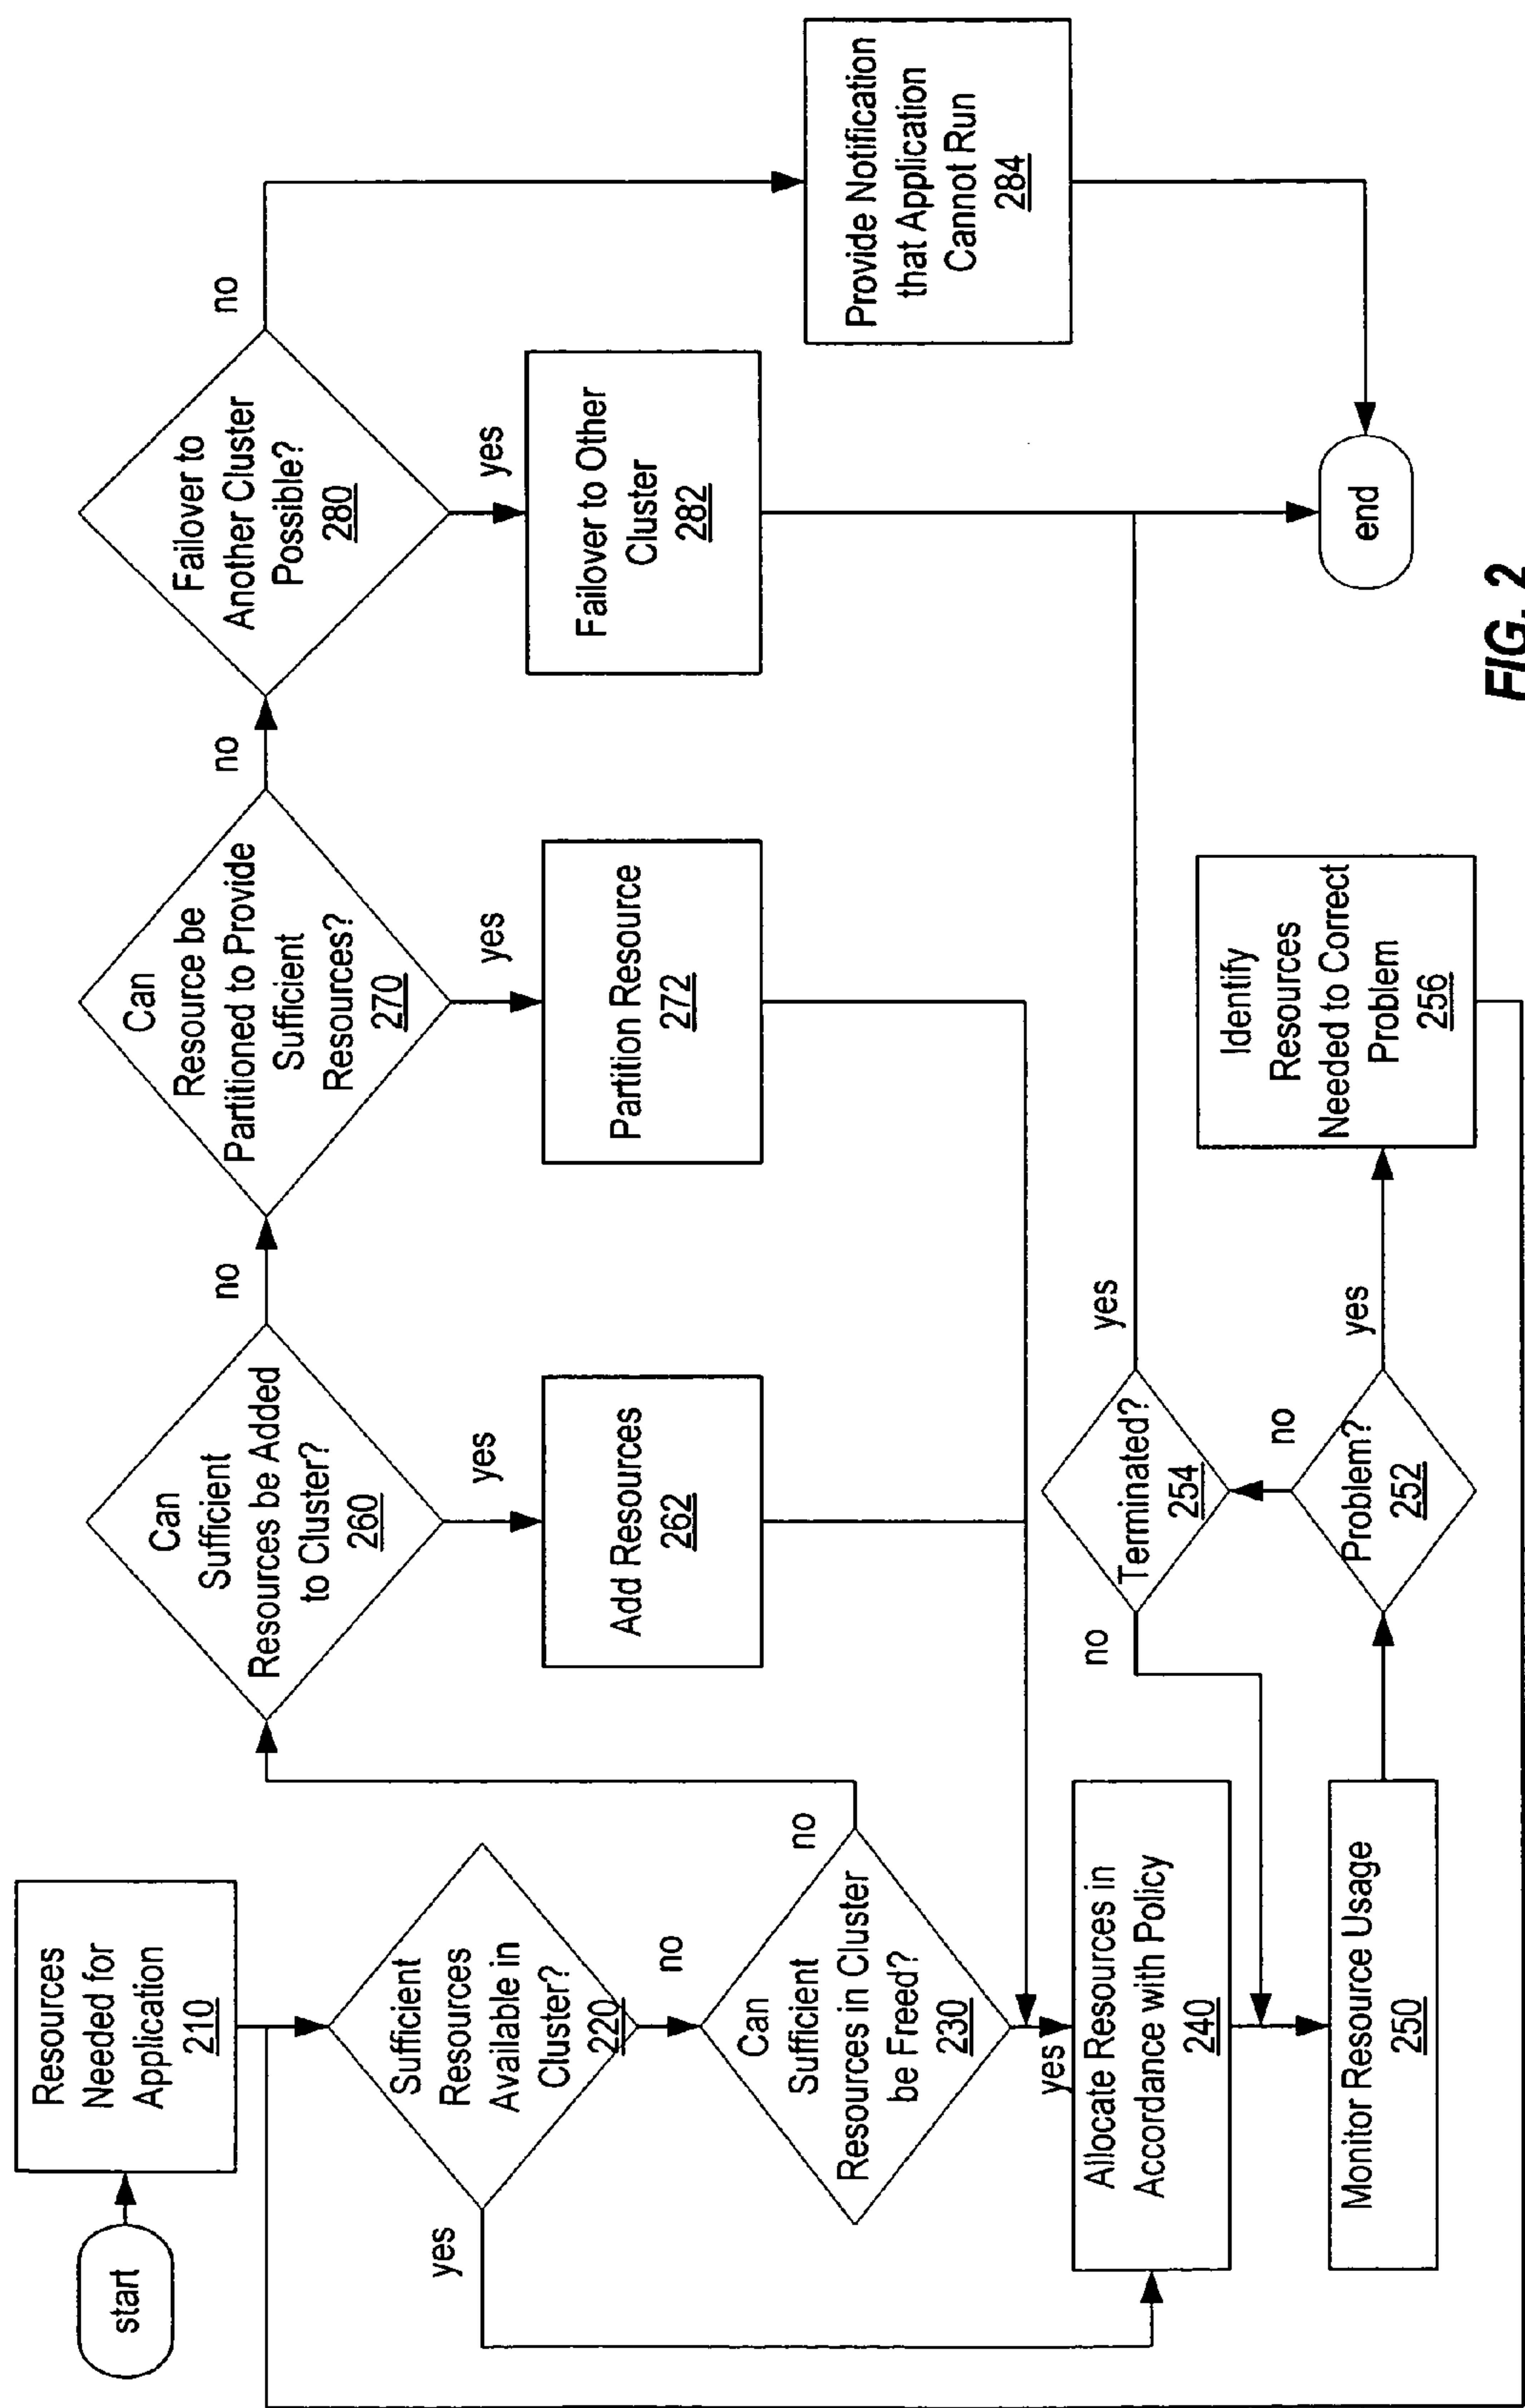 start
Resources
Needed for
Application
210
Sufficient
Resources
Available in
Cluster?
220
yes
no
Can
Sufficient
Resources in Cluster
be Freed?
230
no
yes
Can
Sufficient
Resources be Added
to Cluster?
260
no
yes
Add Resources
262
Can
Resource be
Partitioned to Provide
Sufficient
Resources?
270
no
yes
Partition Resource
272
Failover to
Another Cluster
Possible?
280
no
yes
Failover to Other
Cluster
282
Provide Notification
that Application
Cannot Run
284
Allocate Resources in
Accordance with Policy
240
Monitor Resource Usage
250
Problem?
252
no
yes
Terminated?
254
no
yes
Identify
Resources
Needed to Correct
Problem
256
end
FIG. 2